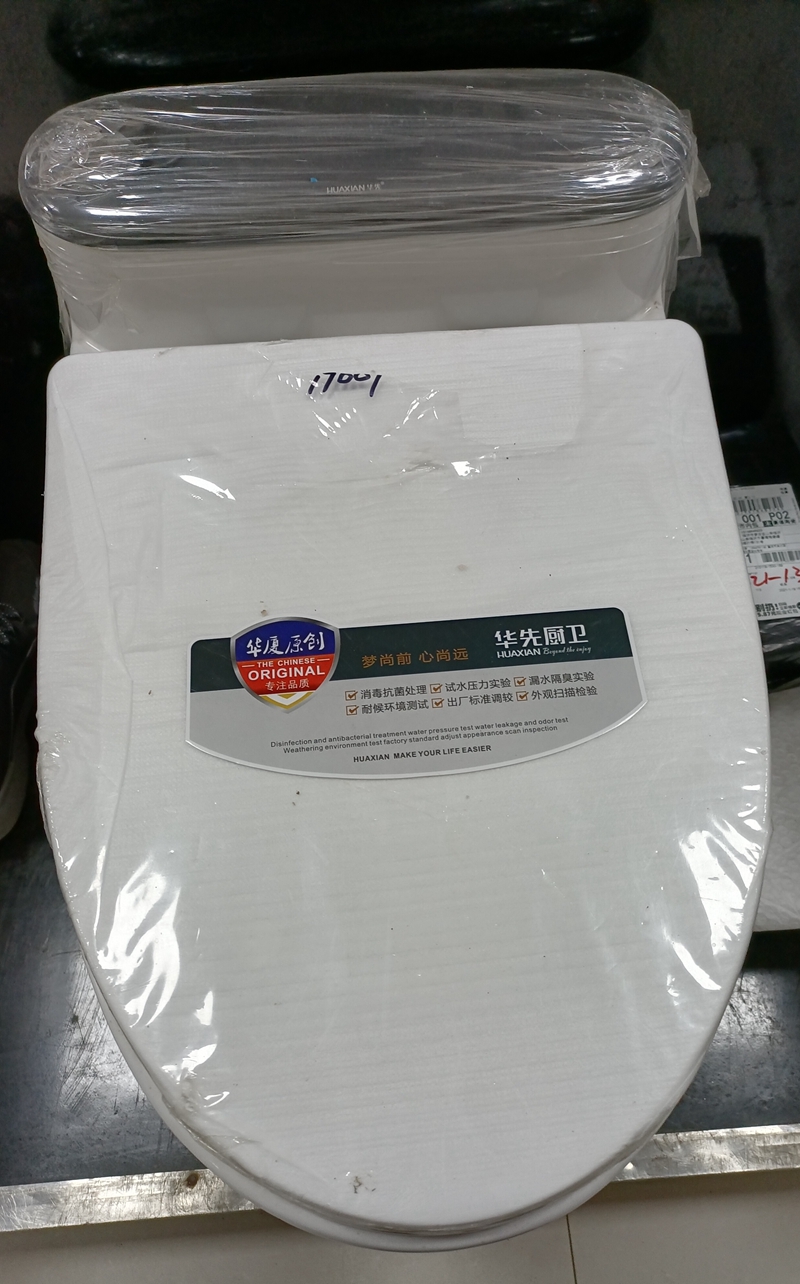 HUAXIAN 华先
17001
华夏原创
THE CHINESE
ORIGINAL
专注品质
梦尚前 心尚远
华先厨卫
HUAXIAN Beyond the enjoy
消毒抗菌处理 试水压力实验 漏水隔臭实验
耐候环境测试 出厂标准调较 外观扫描检验
Disinfection and antibacterial treatment water pressure test water leakage and odor test
Weathering environment test factory standard adjust appearance scan inspection
HUAXIAN MAKE YOUR LIFE EASIER
001 P02